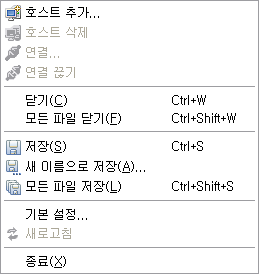 호스트 추가...
호스트 삭제
연결...
연결 끊기
닫기(C) Ctrl+W
모든 파일 닫기(F) Ctrl+Shift+W
저장(S) Ctrl+S
새 이름으로 저장(A)...
모든 파일 저장(L) Ctrl+Shift+S
기본 설정...
새로고침
종료(X)